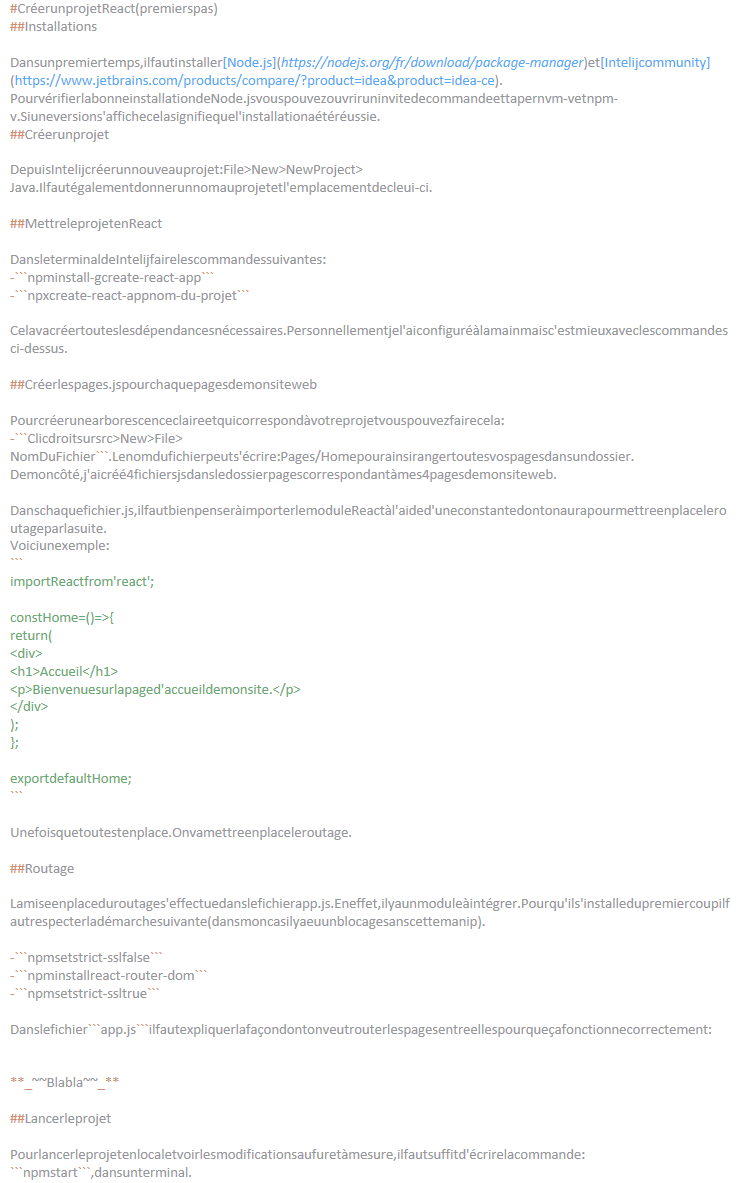 #CréerunprojetReact(premierspas)
##Installations
Dansunpremiertemps,ilfautinstaller[Node.js](https://nodejs.org/fr/download/package-manager)et[Intelijcommunity]
(https://www.jetbrains.com/products/compare/?product=idea&product=idea-ce).
PourvérifierlabonneinstallationdeNode.jsvouspouvezouvriruninvitedecommandeettapernvm-vetnpm-
v.Siuneversions'affichecelasignifiequel'installationaétéréussie.
##Créerunprojet
DepuisIntelijcréerunnouveauprojet:File>New>NewProject>
Java.Ilfautégalementdonnerunnomauprojetetl'emplacementdecleui-ci.
##MettreleprojetenReact
DansleterminaldeIntelijfairelescommandessuivantes:
-```npminstall-gcreate-react-app```
-```npxcreate-react-appnom-du-projet```
Celavacréertouteslesdépendancesnécessaires.Personnellementjel'aiconfiguréàlamainmaisc'estmieuxaveclescommandes
ci-dessus.
##Créerlespages.jspourchaquepagesdemonsiteweb
Pourcréerunearborescenceclaireetquicorrespondàvotreprojetvouspouvezfairecela:
-```Clicdroitsursrc>New>File>
NomDuFichier```.Lenomdufichierpeuts'écrire:Pages/Homepourainsirangertoutesvospagesdansundossier.
Demoncôté,j'aicréé4fichiersjsdansledossierpagescorrespondantàmes4pagesdemonsiteweb.
Danschaquefichier.js,ilfautbienpenseràimporterlemoduleReactàl'aided'uneconstantedontonaurapourmettreenplacelero
utageparlasuite.
Voiciunexemple:
```
importReactfrom'react';
constHome=()=>{
return(
<div>
<h1>Accueil</h1>
<p>Bienvenuesurlapaged'accueildemonsite.</p>
</div>
);
};
exportdefaultHome;
```
Unefoisquetoutestenplace.Onvamettreenplaceleroutage.
##Routage
Lamiseenplaceduroutages'effectuedanslefichierapp.js.Eneffet,ilyaunmoduleàintégrer.Pourqu'ils'installedupremiercoupilf
autrespecterladémarchesuivante(dansmoncasilyaeuunblocagesanscettemanip).
-```npmsetstrict-sslfalse```
-```npminstallreact-router-dom```
-```npmsetstrict-ssltrue```
Danslefichier```app.js```ilfautexpliquerlafaçondontonveutrouterlespagesentreellespourqueçafonctionnecorrectement:
**_~~Blabla~~_**
##Lancerleprojet
Pourlancerleprojetenlocaletvoirlesmodificationsaufuretàmesure,ilfautsuffitd'écrirelacommande:
```npmstart```,dansunterminal.